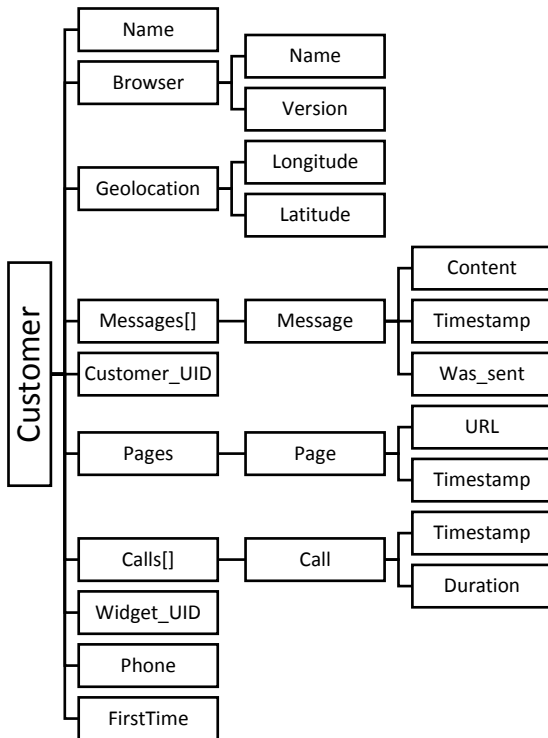 Customer
Name
Browser
Name
Version
Geolocation
Longitude
Latitude
Messages[]
Message
Content
Timestamp
Was_sent
Customer_UID
Pages
Page
URL
Timestamp
Calls[]
Call
Timestamp
Duration
Widget_UID
Phone
FirstTime